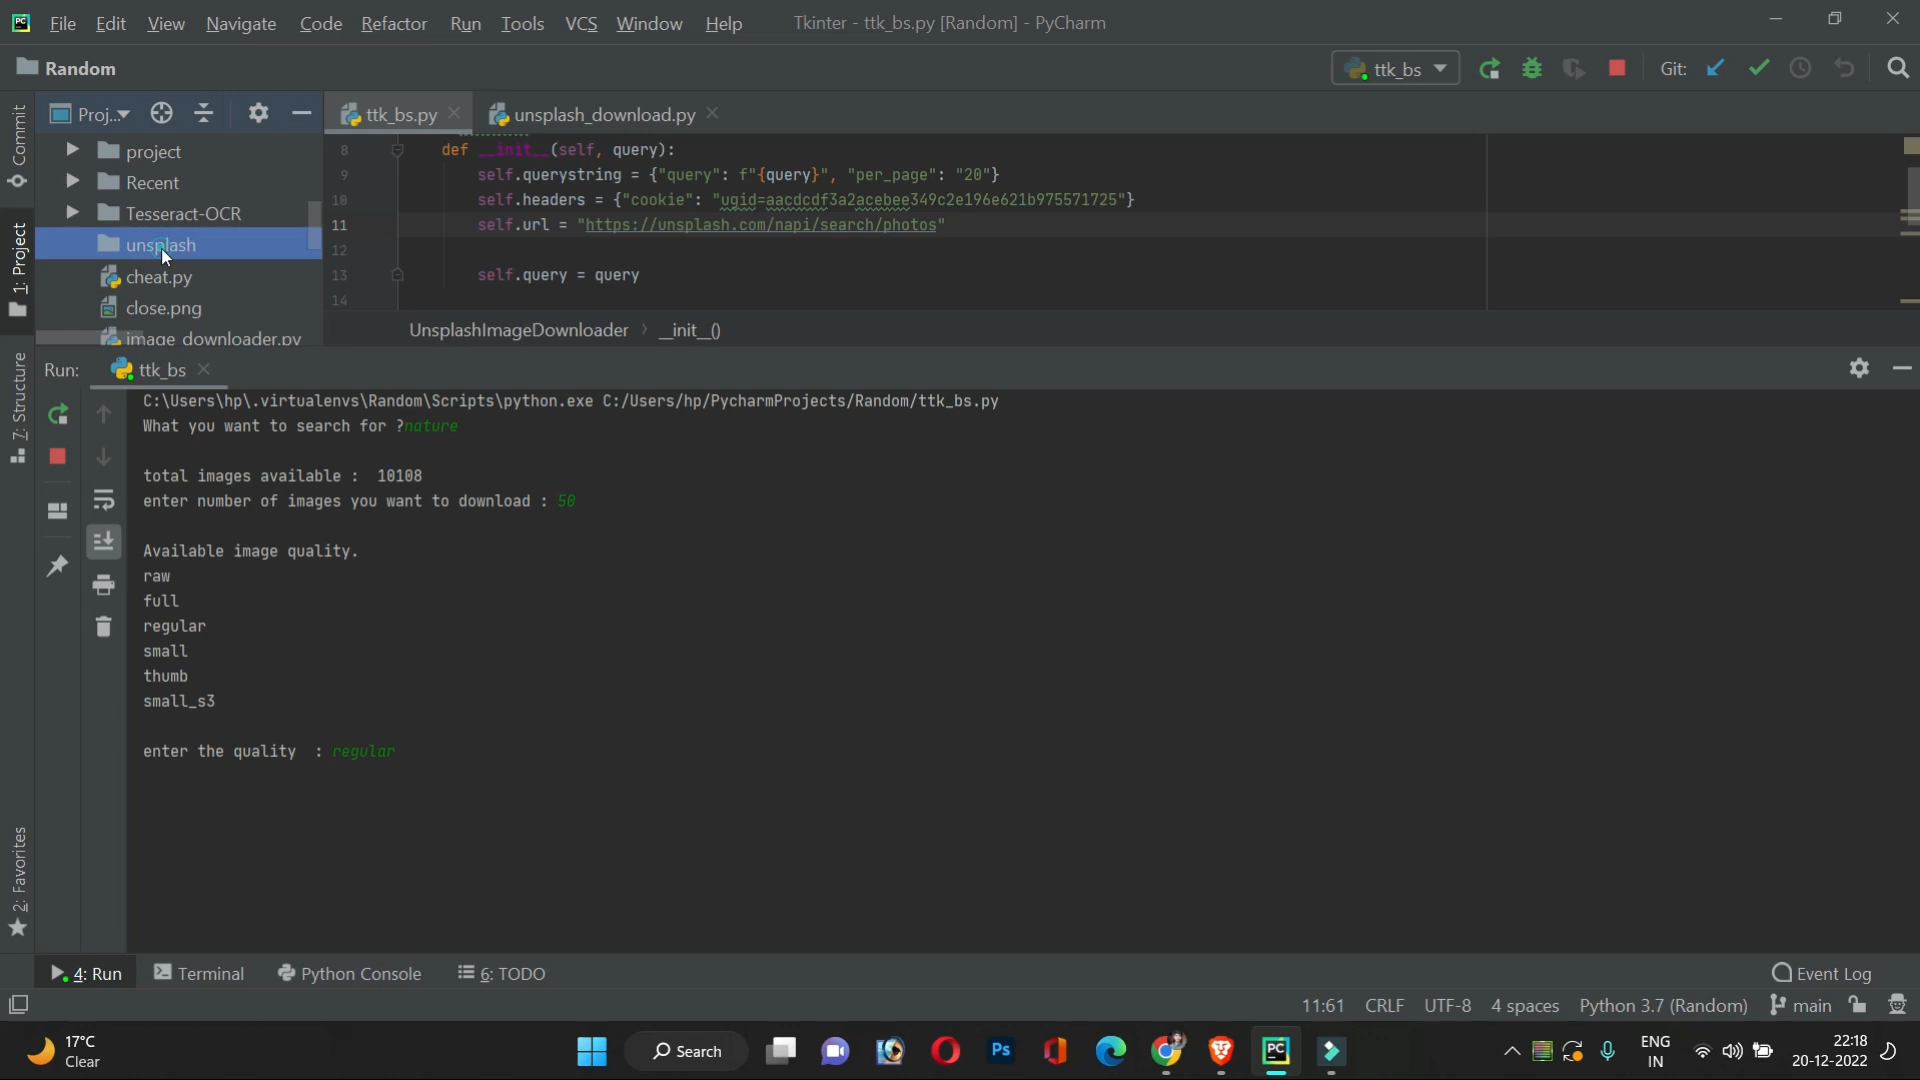 File Edit View Navigate Code Refactor Run Tools VCS Window Help Tkinter - ttk_bs.py [Random] - PyCharm
Random ttk_bs Git:
Proj... ttk_bs.py unsplash_download.py
Commit
1: Project
7: Structure
2: Favorites
project
Recent
Tesseract-OCR
unsplash
cheat.py
close.png
image_downloader.py
8 def __init__(self, query):
9 self.querystring = {"query": f"{query}", "per_page": "20"}
10 self.headers = {"cookie": "ugid=aacdcdf3a2acebee349c2e196e621b975571725"}
11 self.url = "https://unsplash.com/napi/search/photos"
12
13 self.query = query
14
UnsplashImageDownloader › __init__()
Run: ttk_bs
C:\Users\hp\.virtualenvs\Random\Scripts\python.exe C:/Users/hp/PycharmProjects/Random/ttk_bs.py
What you want to search for ?nature
total images available : 10108
enter number of images you want to download : 50
Available image quality.
raw
full
regular
small
thumb
small_s3
enter the quality : regular
4: Run Terminal Python Console 6: TODO Event Log
11:61 CRLF UTF-8 4 spaces Python 3.7 (Random) main
17°C
Clear
Search
Ps
PC
ENG
IN
22:18
20-12-2022